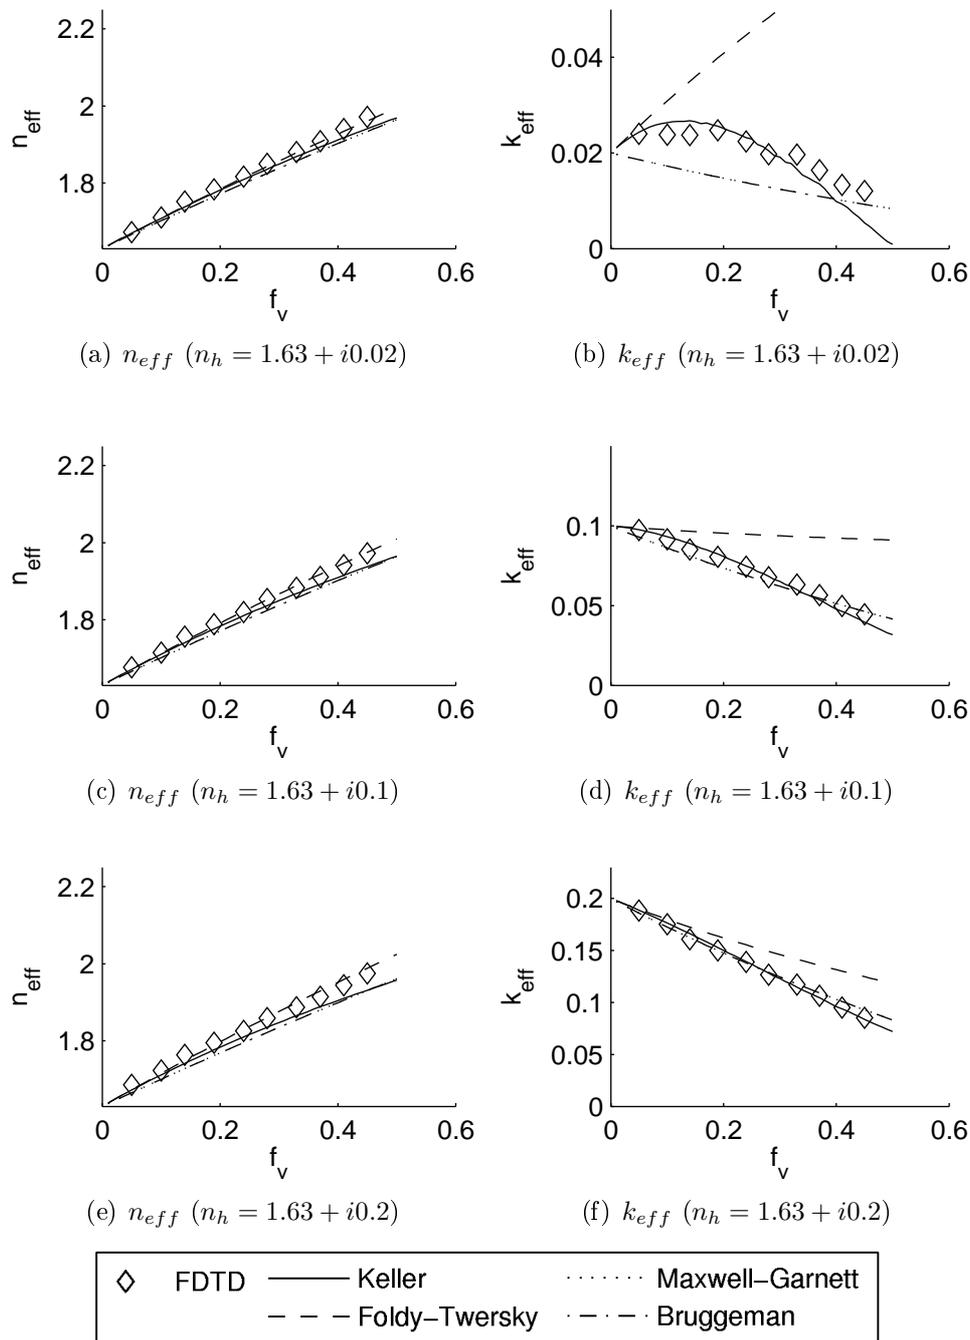 2.2
2
1.8
n_eff
0 0.2 0.4 0.6
f_v
(a) n_eff (n_h = 1.63 + i0.02)
0.04
0.02
0
k_eff
0 0.2 0.4 0.6
f_v
(b) k_eff (n_h = 1.63 + i0.02)
2.2
2
1.8
n_eff
0 0.2 0.4 0.6
f_v
(c) n_eff (n_h = 1.63 + i0.1)
0.1
0.05
0
k_eff
0 0.2 0.4 0.6
f_v
(d) k_eff (n_h = 1.63 + i0.1)
2.2
2
1.8
n_eff
0 0.2 0.4 0.6
f_v
(e) n_eff (n_h = 1.63 + i0.2)
0.2
0.15
0.1
0.05
0
k_eff
0 0.2 0.4 0.6
f_v
(f) k_eff (n_h = 1.63 + i0.2)
FDTD Keller Maxwell−Garnett
Foldy−Twersky Bruggeman